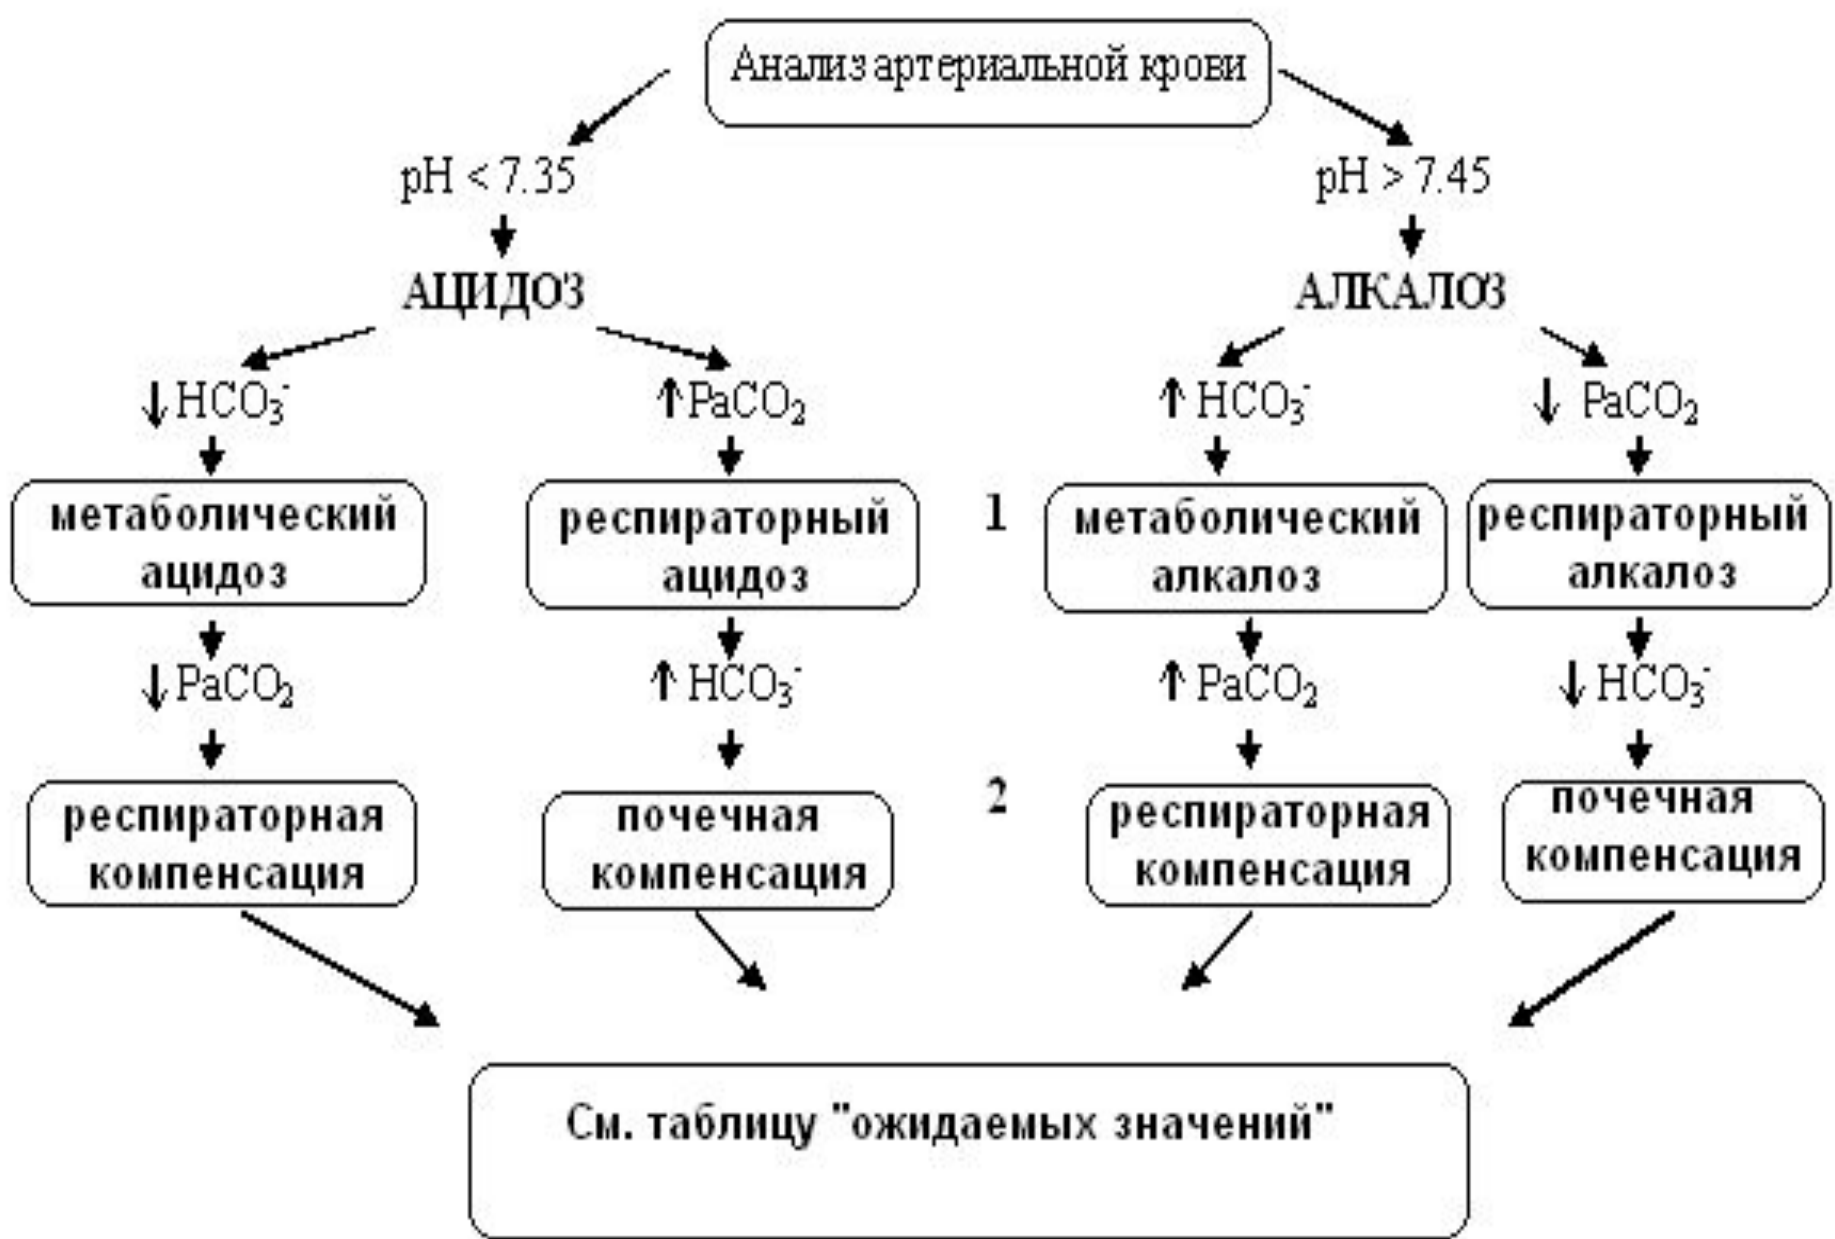 Анализ артериальной крови
pH < 7.35
pH > 7.45
АЦИДОЗ
АЛКАЛОЗ
↓ HCO₃⁻
↑ PaCO₂
↑ HCO₃⁻
↓ PaCO₂
метаболический
ацидоз
респираторный
ацидоз
1
метаболический
алкалоз
респираторный
алкалоз
↓ PaCO₂
↑ HCO₃⁻
↑ PaCO₂
↓ HCO₃⁻
респираторная
компенсация
почечная
компенсация
2
респираторная
компенсация
почечная
компенсация
См. таблицу "ожидаемых значений"